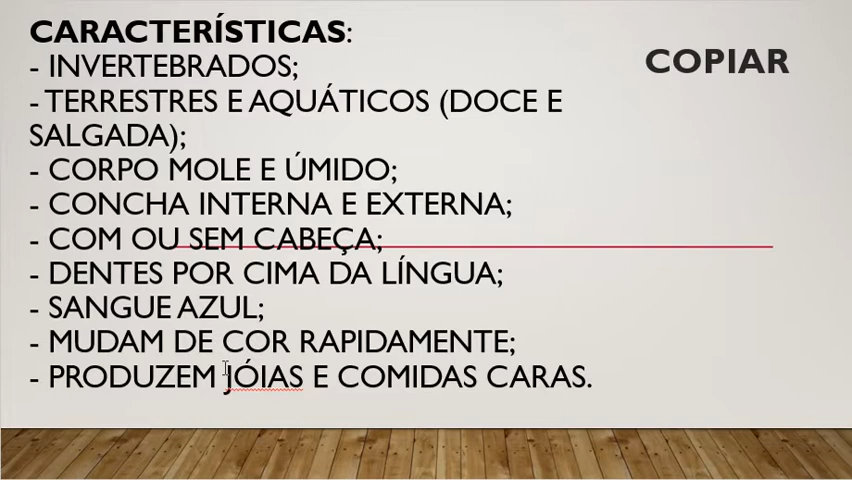 CARACTERÍSTICAS:
COPIAR
- INVERTEBRADOS;
- TERRESTRES E AQUÁTICOS (DOCE E
SALGADA);
- CORPO MOLE E ÚMIDO;
- CONCHA INTERNA E EXTERNA;
- COM OU SEM CABEÇA;
- DENTES POR CIMA DA LÍNGUA;
- SANGUE AZUL;
- MUDAM DE COR RAPIDAMENTE;
- PRODUZEM JÓIAS E COMIDAS CARAS.